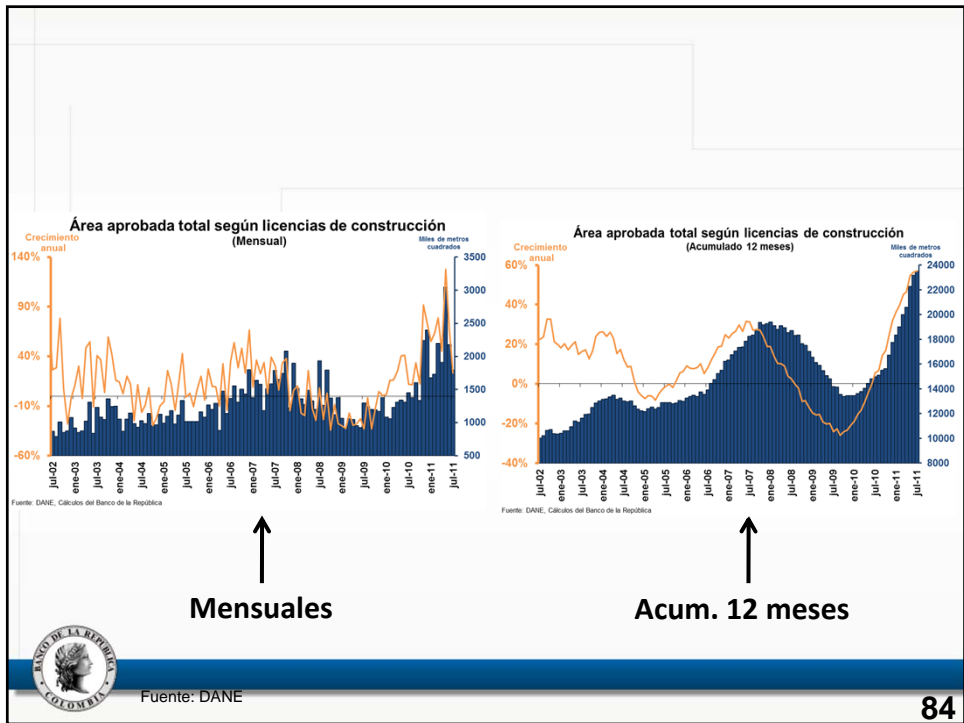 Área aprobada total según licencias de construcción
(Mensual)
Crecimiento
anual
Miles de metros
cuadrados
140%
90%
40%
-10%
-60%
3500
3000
2500
2000
1500
1000
500
jul-02
ene-03
jul-03
ene-04
jul-04
ene-05
jul-05
ene-06
jul-06
ene-07
jul-07
ene-08
jul-08
ene-09
jul-09
ene-10
jul-10
ene-11
jul-11
Fuente: DANE, Cálculos del Banco de la República
Área aprobada total según licencias de construcción
(Acumulado 12 meses)
Crecimiento
anual
Miles de metros
cuadrados
60%
40%
20%
0%
-20%
-40%
24000
22000
20000
18000
16000
14000
12000
10000
8000
jul-02
ene-03
jul-03
ene-04
jul-04
ene-05
jul-05
ene-06
jul-06
ene-07
jul-07
ene-08
jul-08
ene-09
jul-09
ene-10
jul-10
ene-11
jul-11
Fuente: DANE, Cálculos del Banco de la República
Mensuales
Acum. 12 meses
BANCO DE LA REPÚBLICA
COLOMBIA
Fuente: DANE
84